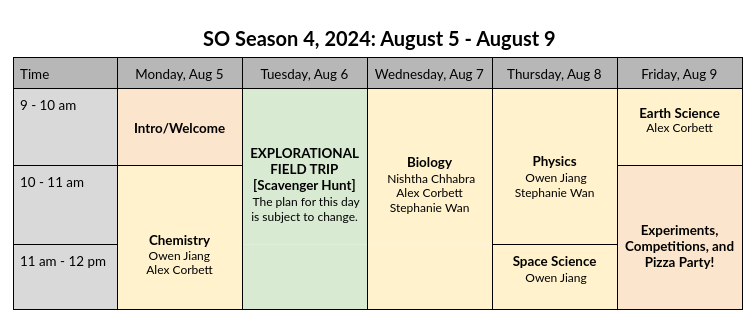 SO Season 4, 2024: August 5 - August 9
Time
Monday, Aug 5
Tuesday, Aug 6
Wednesday, Aug 7
Thursday, Aug 8
Friday, Aug 9
9 - 10 am
Intro/Welcome
EXPLORATIONAL
FIELD TRIP
[Scavenger Hunt]
The plan for this day
is subject to change.
Biology
Nishtha Chhabra
Alex Corbett
Stephanie Wan
Physics
Owen Jiang
Stephanie Wan
Earth Science
Alex Corbett
10 - 11 am
Chemistry
Owen Jiang
Alex Corbett
Experiments,
Competitions, and
Pizza Party!
11 am - 12 pm
Space Science
Owen Jiang